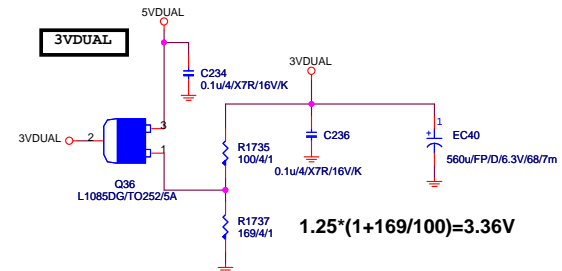 5VDUAL
3VDUAL
C234
0.1u/4/X7R/16V/K
3VDUAL
3
3VDUAL
2
1
Q36
L1085DG/TO252/5A
R1735
100/4/1
C236
0.1u/4/X7R/16V/K
1
+
EC40
560u/FP/D/6.3V/68/7m
R1737
169/4/1
1.25*(1+169/100)=3.36V